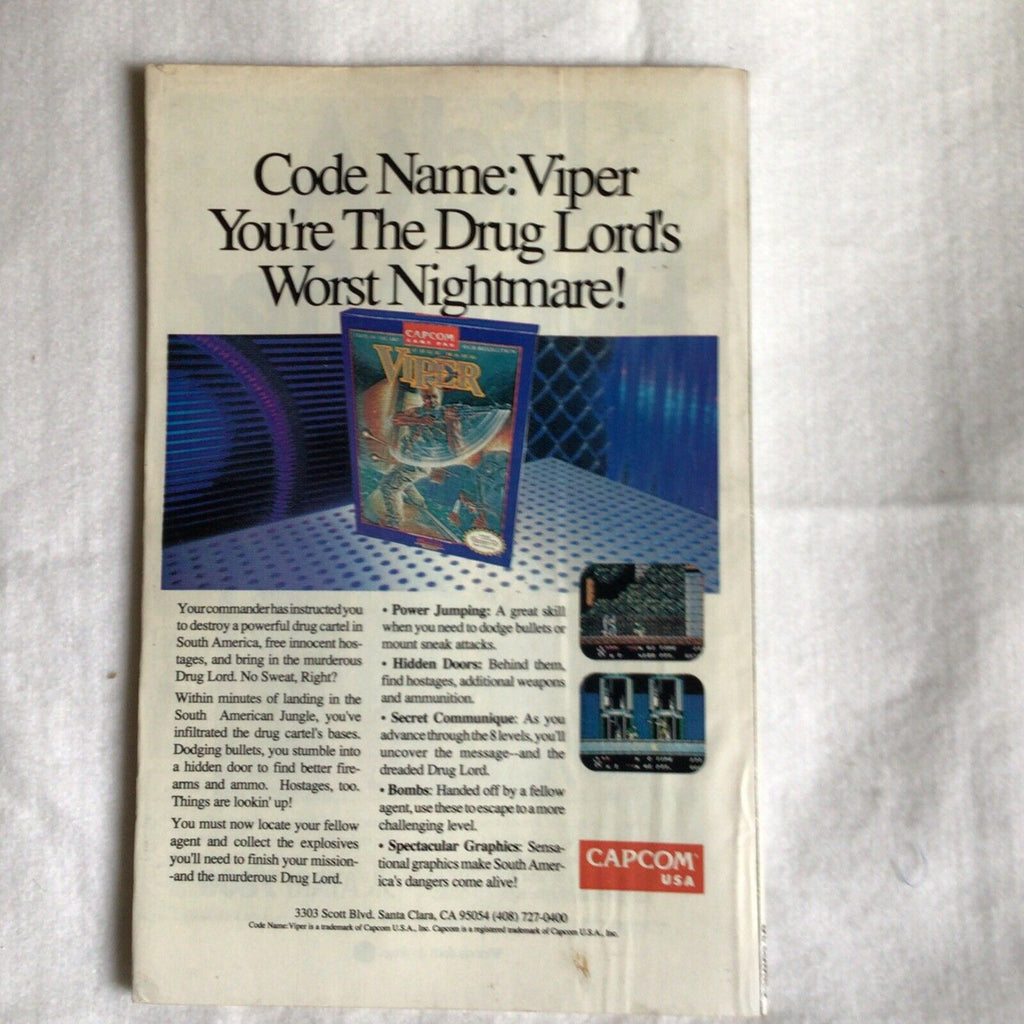 Code Name: Viper
You're The Drug Lord's
Worst Nightmare!
CAPCOM
VIPER
Your commander has instructed you
to destroy a powerful drug cartel in
South America, free innocent hos-
tages, and bring in the murderous
Drug Lord. No Sweat, Right?
Within minutes of landing in the
South American Jungle, you've
infiltrated the drug cartel's bases.
Dodging bullets, you stumble into
a hidden door to find better fire-
arms and ammo. Hostages, too.
Things are lookin' up!
You must now locate your fellow
agent and collect the explosives
you'll need to finish your mission-
-and the murderous Drug Lord.
• Power Jumping: A great skill
when you need to dodge bullets or
mount sneak attacks.
• Hidden Doors: Behind them,
find hostages, additional weapons
and ammunition.
• Secret Communique: As you
advance through the 8 levels, you'll
uncover the message--and the
dreaded Drug Lord.
• Bombs: Handed off by a fellow
agent, use these to escape to a more
challenging level.
• Spectacular Graphics: Sensa-
tional graphics make South Amer-
ica's dangers come alive!
CAPCOM
USA
3303 Scott Blvd. Santa Clara, CA 95054 (408) 727-0400
Code Name: Viper is a trademark of Capcom U.S.A., Inc. Capcom is a registered trademark of Capcom U.S.A., Inc.